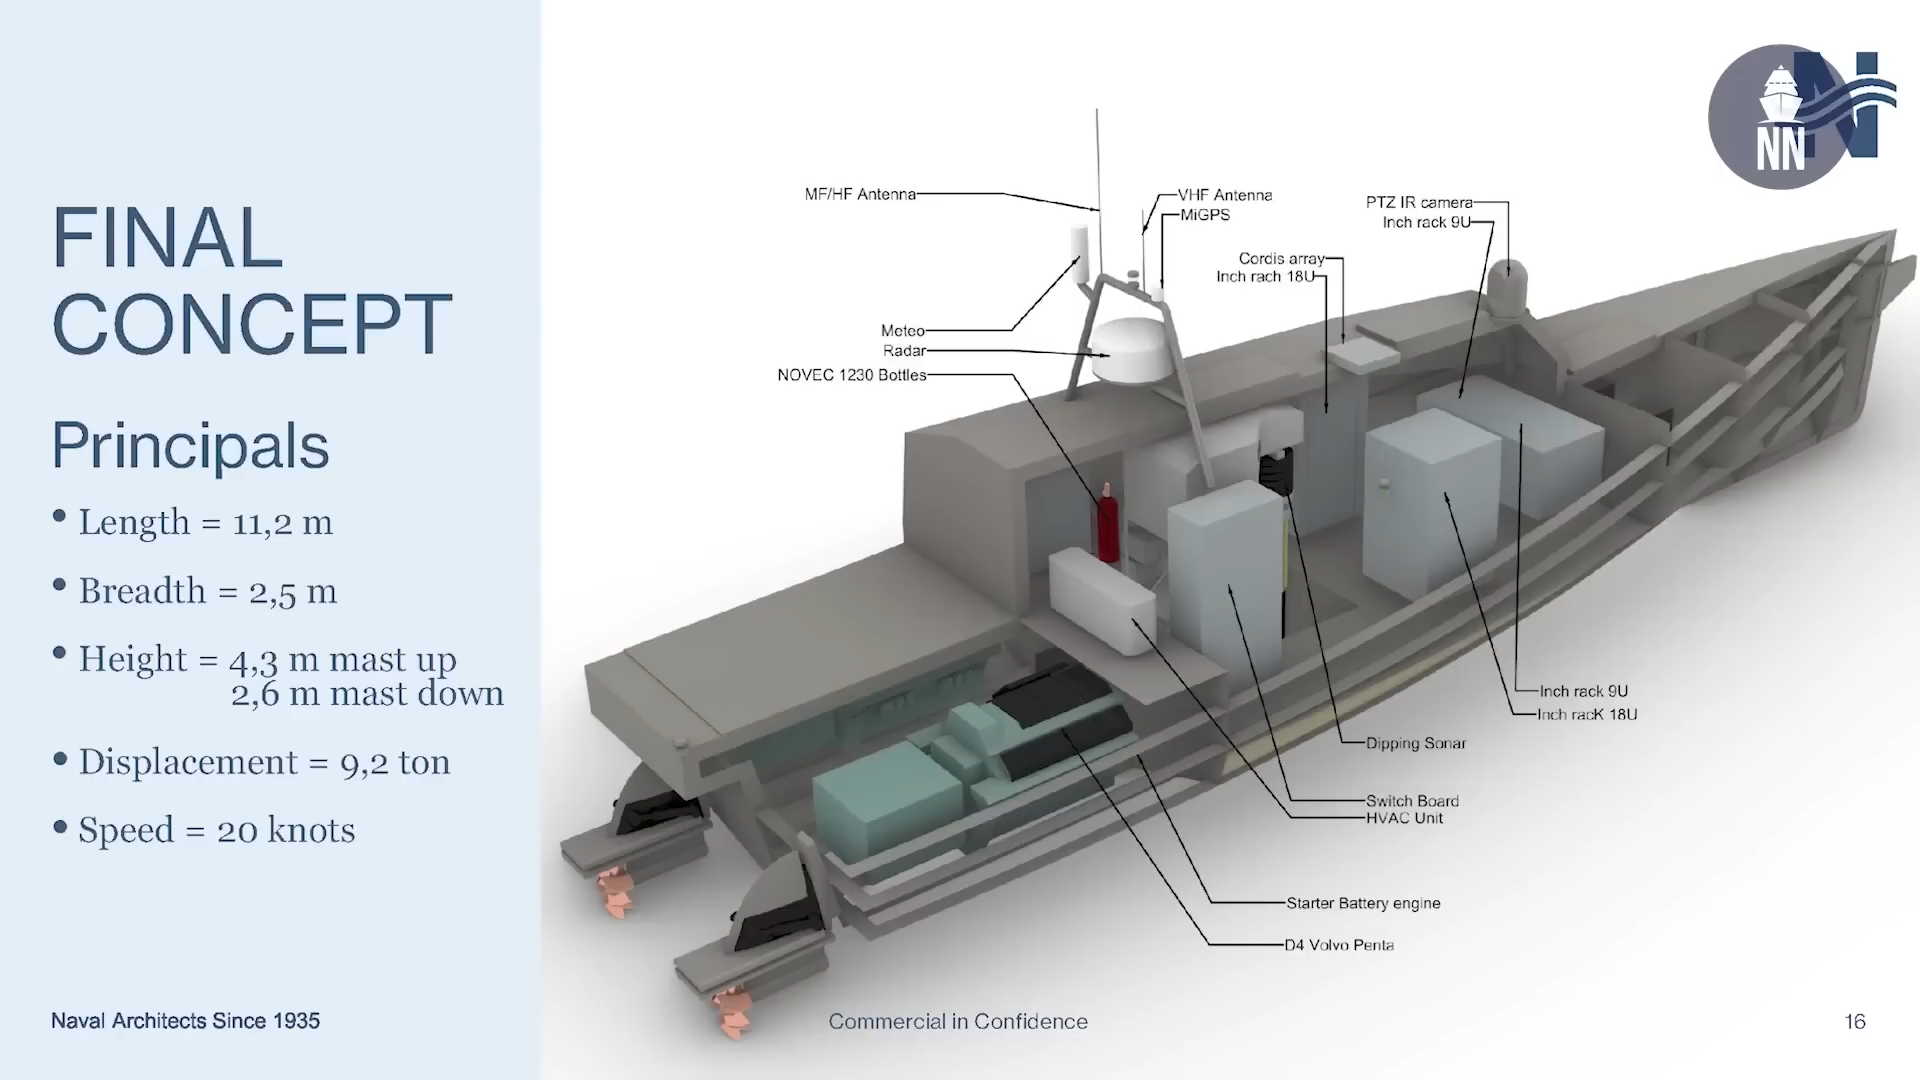 FINAL
CONCEPT
Principals
• Length = 11,2 m
• Breadth = 2,5 m
• Height = 4,3 m mast up
2,6 m mast down
• Displacement = 9,2 ton
• Speed = 20 knots
Naval Architects Since 1935
MF/HF Antenna
VHF Antenna
MiGPS
PTZ IR camera
Inch rack 9U
Cordis array
Inch rach 18U
Meteo
Radar
NOVEC 1230 Bottles
Inch rack 9U
Inch racK 18U
Dipping Sonar
Switch Board
HVAC Unit
Starter Battery engine
D4 Volvo Penta
Commercial in Confidence
16
NN
N